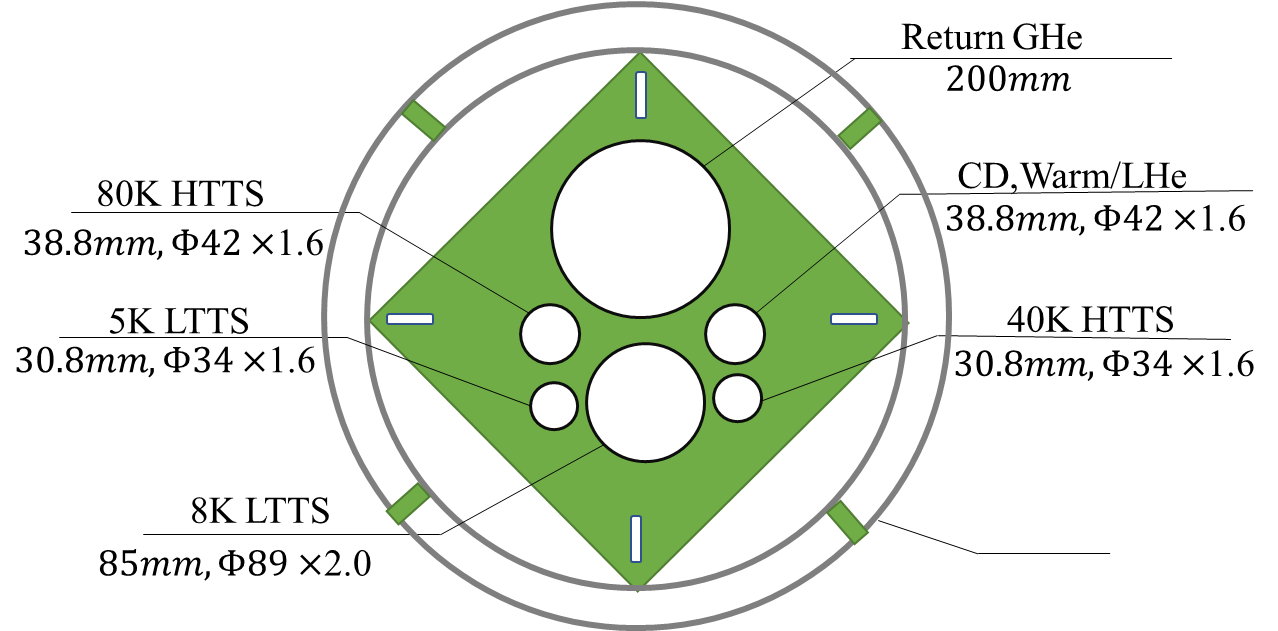 Return GHe
200mm
CD,Warm/LHe
38.8mm, Φ42 ×1.6
80K HTTS
38.8mm, Φ42 ×1.6
5K LTTS
30.8mm, Φ34 ×1.6
40K HTTS
30.8mm, Φ34 ×1.6
8K LTTS
85mm, Φ89 ×2.0